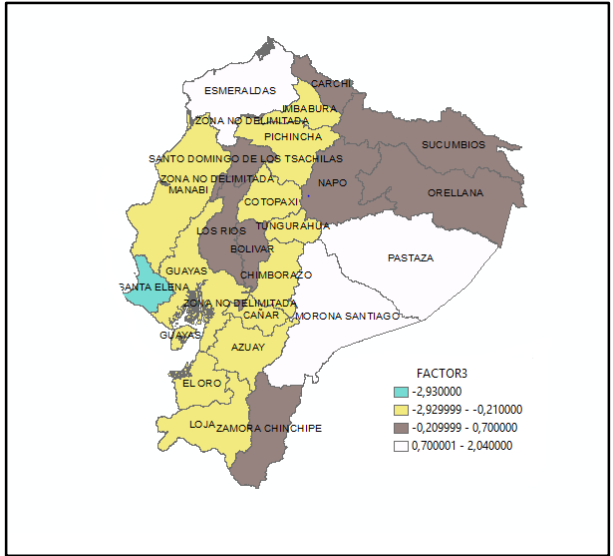 CARCHI
ESMERALDAS
IMBABURA
ZONA NO DELIMITADA
PICHINCHA
SUCUMBIOS
SANTO DOMINGO DE LOS TSACHILAS
ZONA NO DELIMITADA
NAPO
MANABI
ORELLANA
COTOPAXI
TUNGURAHUA
LOS RIOS
BOLIVAR
PASTAZA
GUAYAS
CHIMBORAZO
SANTA ELENA
ZONA NO DELIMITADA
CAÑAR
MORONA SANTIAGO
GUAYAS
AZUAY
EL ORO
LOJA
ZAMORA CHINCHIPE
FACTOR3
-2,930000
-2,929999 - -0,210000
-0,209999 - 0,700000
0,700001 - 2,040000